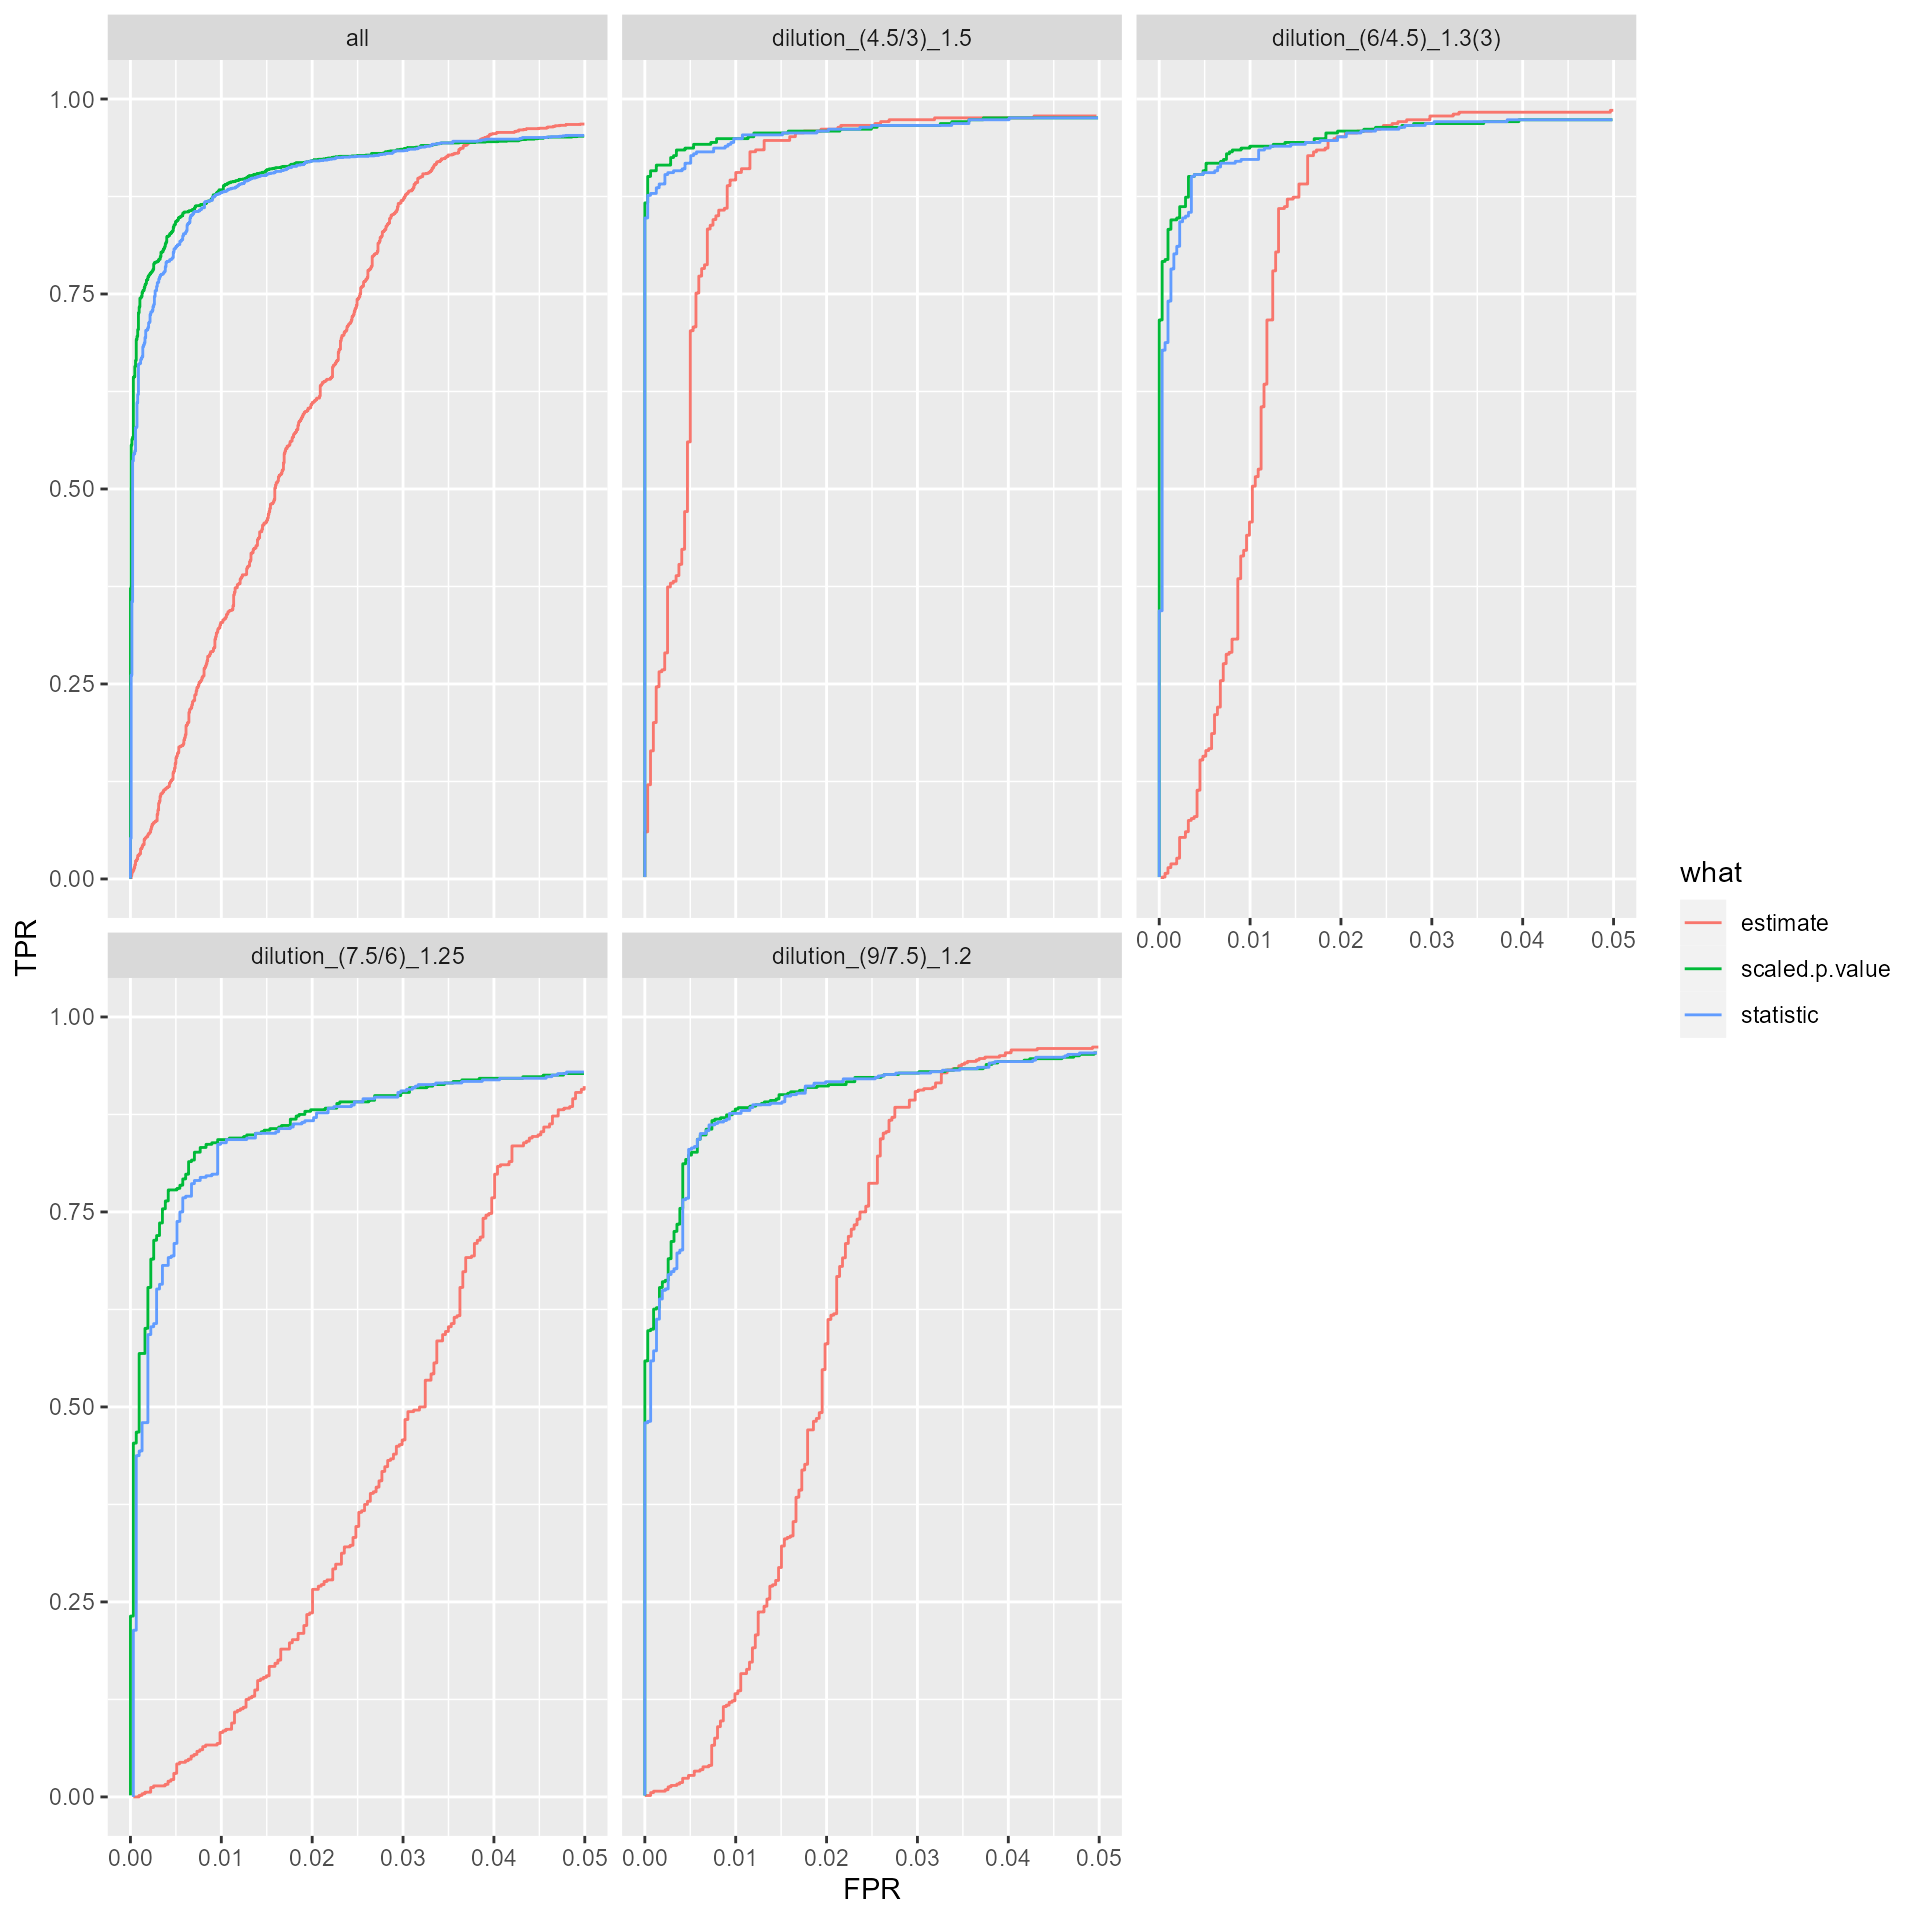 all
dilution_(4.5/3)_1.5
dilution_(6/4.5)_1.3(3)
1.00
0.75
0.50
0.25
0.00
0.00 0.01 0.02 0.03 0.04 0.05
TPR
dilution_(7.5/6)_1.25
dilution_(9/7.5)_1.2
1.00
0.75
0.50
0.25
0.00
0.00 0.01 0.02 0.03 0.04 0.05
0.00 0.01 0.02 0.03 0.04 0.05
FPR
what
estimate
scaled.p.value
statistic